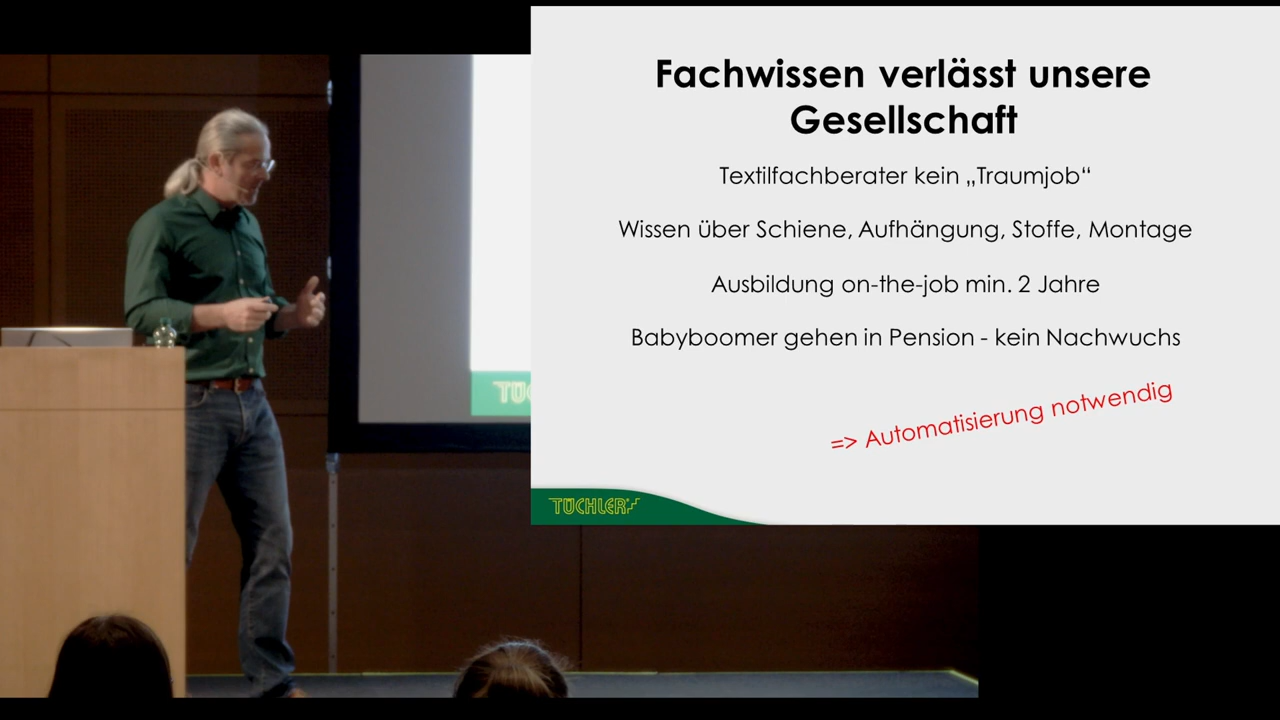 Fachwissen verlässt unsere
Gesellschaft
Textilfachberater kein „Traumjob“
Wissen über Schiene, Aufhängung, Stoffe, Montage
Ausbildung on-the-job min. 2 Jahre
Babyboomer gehen in Pension - kein Nachwuchs
=> Automatisierung notwendig
TÜCHLER
TÜ